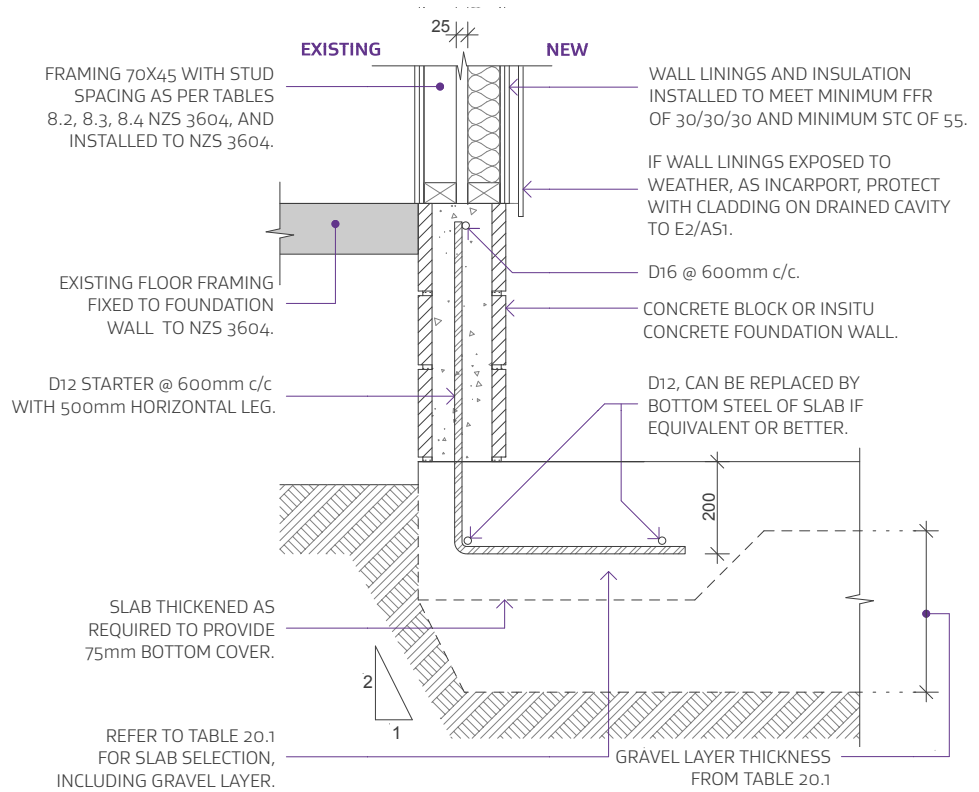 25
EXISTING
NEW
FRAMING 70X45 WITH STUD
SPACING AS PER TABLES
8.2, 8.3, 8.4 NZS 3604, AND
INSTALLED TO NZS 3604.
WALL LININGS AND INSULATION
INSTALLED TO MEET MINIMUM FFR
OF 30/30/30 AND MINIMUM STC OF 55.
IF WALL LININGS EXPOSED TO
WEATHER, AS INCARPORT, PROTECT
WITH CLADDING ON DRAINED CAVITY
TO E2/AS1.
D16 @ 600mm c/c.
EXISTING FLOOR FRAMING
FIXED TO FOUNDATION
WALL TO NZS 3604.
CONCRETE BLOCK OR INSITU
CONCRETE FOUNDATION WALL.
D12 STARTER @ 600mm c/c
WITH 500mm HORIZONTAL LEG.
D12, CAN BE REPLACED BY
BOTTOM STEEL OF SLAB IF
EQUIVALENT OR BETTER.
200
SLAB THICKENED AS
REQUIRED TO PROVIDE
75mm BOTTOM COVER.
2
1
REFER TO TABLE 20.1
FOR SLAB SELECTION,
INCLUDING GRAVEL LAYER.
GRAVEL LAYER THICKNESS
FROM TABLE 20.1